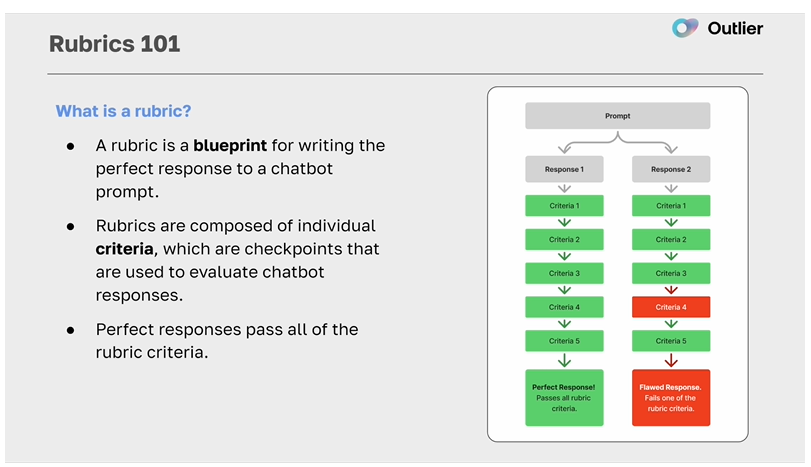 Outlier
Rubrics 101
What is a rubric?
● A rubric is a blueprint for writing the
perfect response to a chatbot
prompt.
● Rubrics are composed of individual
criteria, which are checkpoints that
are used to evaluate chatbot
responses.
● Perfect responses pass all of the
rubric criteria.
Prompt
Response 1
Response 2
Criteria 1
Criteria 1
Criteria 2
Criteria 2
Criteria 3
Criteria 3
Criteria 4
Criteria 4
Criteria 5
Criteria 5
Perfect Response!
Passes all rubric
criteria.
Flawed Response.
Fails one of the
rubric criteria.